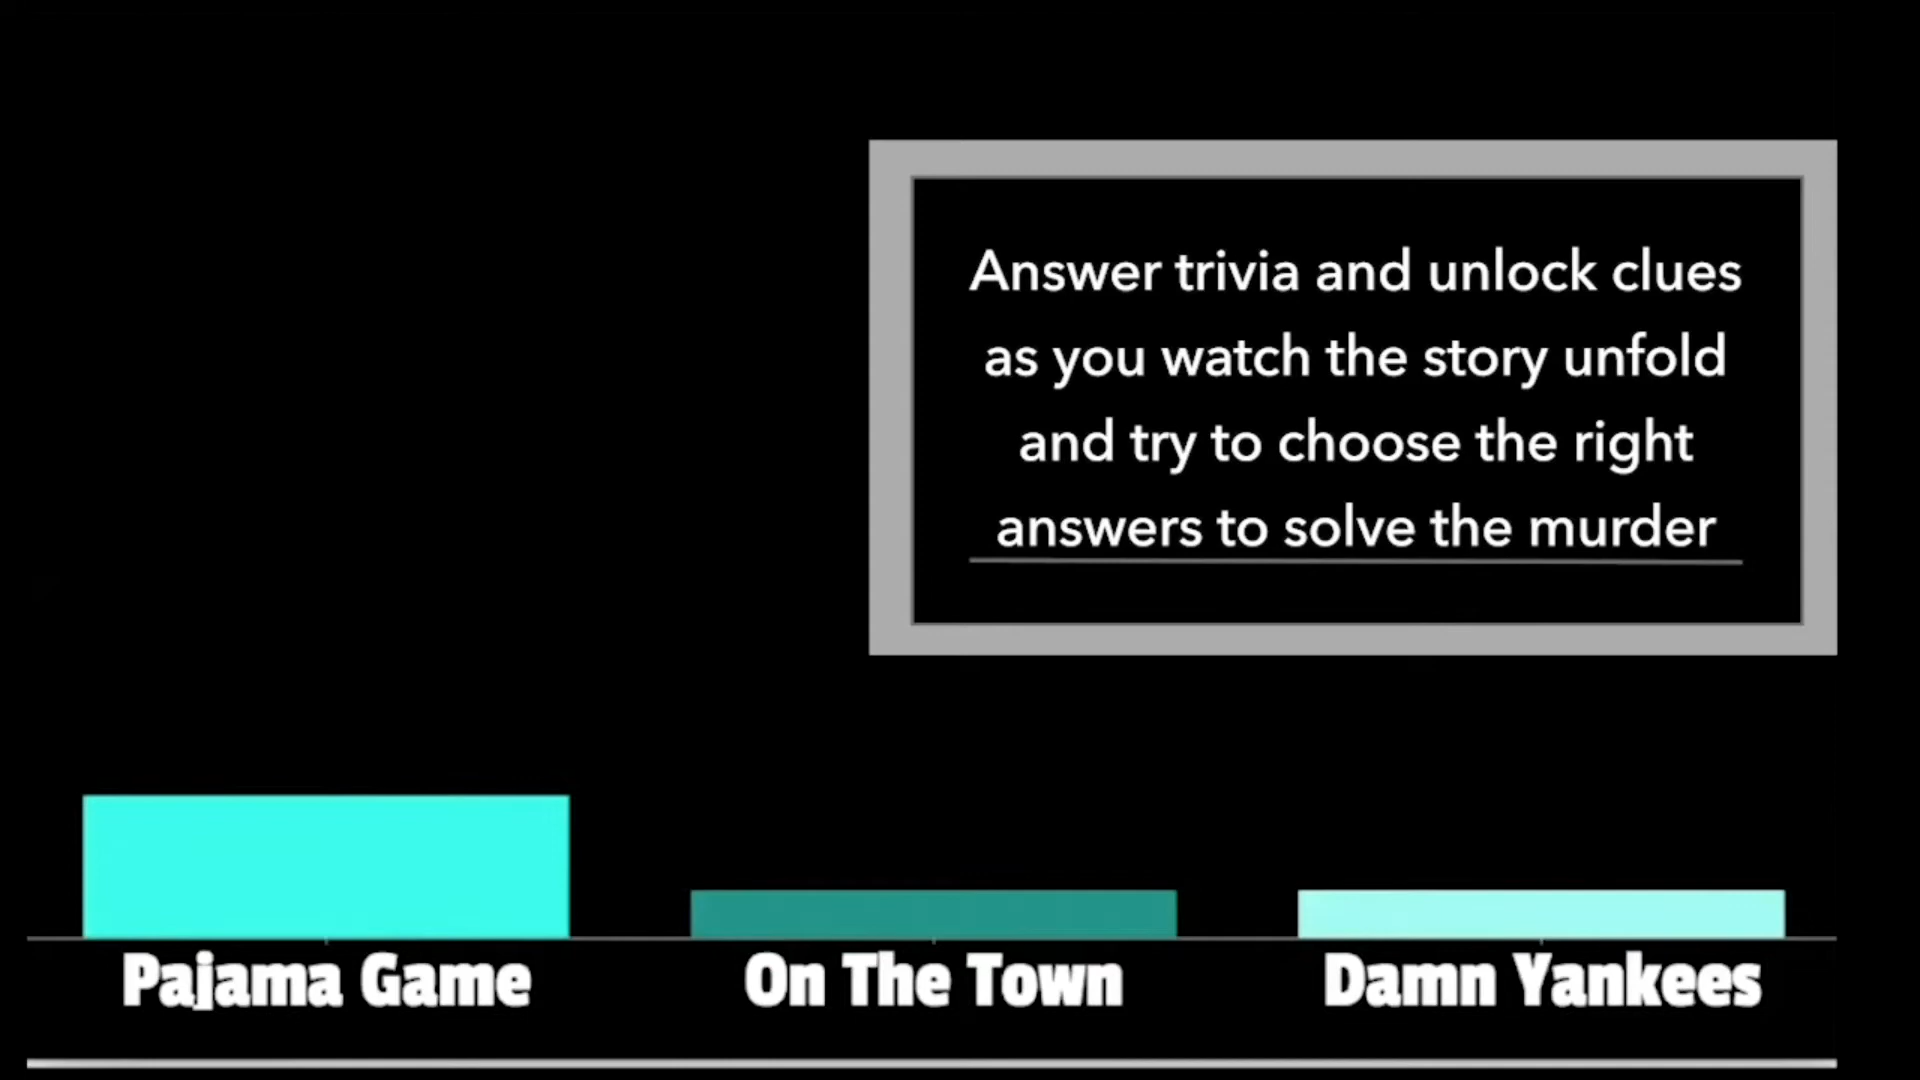 Answer trivia and unlock clues
as you watch the story unfold
and try to choose the right
answers to solve the murder
Pajama Game
On The Town
Damn Yankees